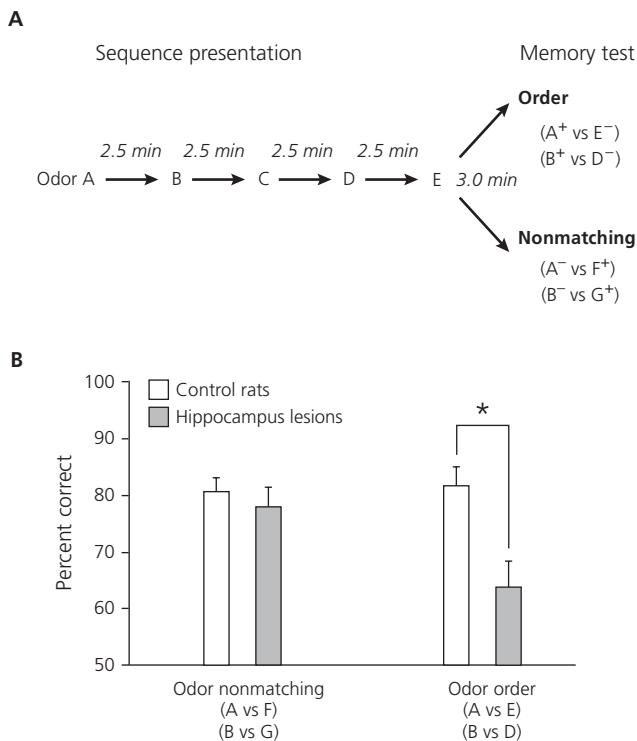 A
Sequence presentation
Memory test
Order
(A⁺ vs E⁻)
(B⁺ vs D⁻)
2.5 min 2.5 min 2.5 min 2.5 min
Odor A B C D E 3.0 min
Nonmatching
(A⁻ vs F⁺)
(B⁻ vs G⁺)
B
Percent correct
100
90
80
70
60
50
Control rats
Hippocampus lesions
*
Odor nonmatching
(A vs F)
(B vs G)
Odor order
(A vs E)
(B vs D)